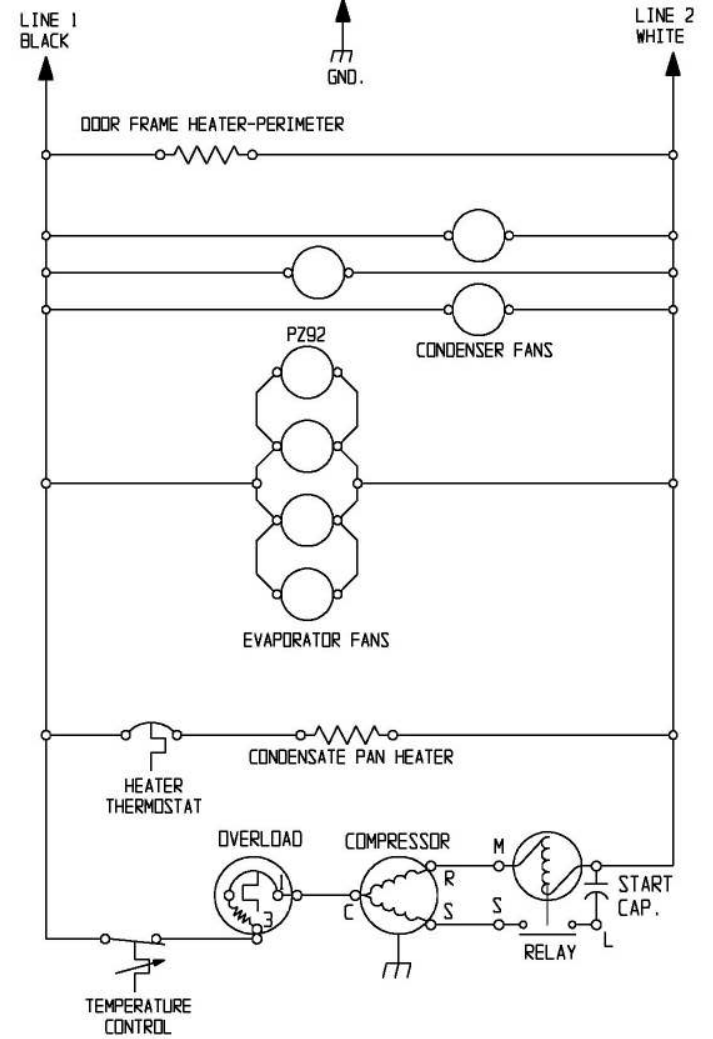 LINE 1
BLACK
GND.
LINE 2
WHITE
DOOR FRAME HEATER-PERIMETER
CONDENSER FANS
PZ92
EVAPORATOR FANS
CONDENSATE PAN HEATER
HEATER
THERMOSTAT
OVERLOAD
1
3
COMPRESSOR
C
R
S
M
S
START
CAP.
L
RELAY
TEMPERATURE
CONTROL